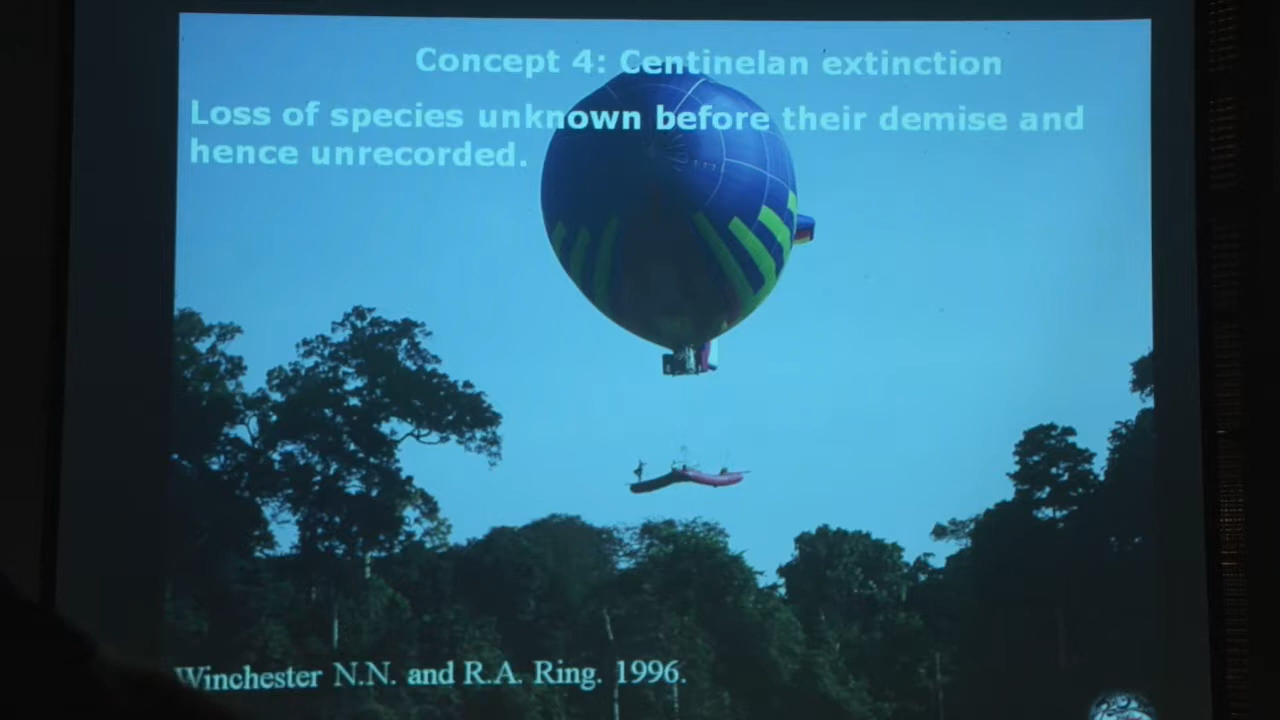 Concept 4: Centinelan extinction
Loss of species unknown before their demise and
hence unrecorded.
Winchester N.N. and R.A. Ring. 1996.